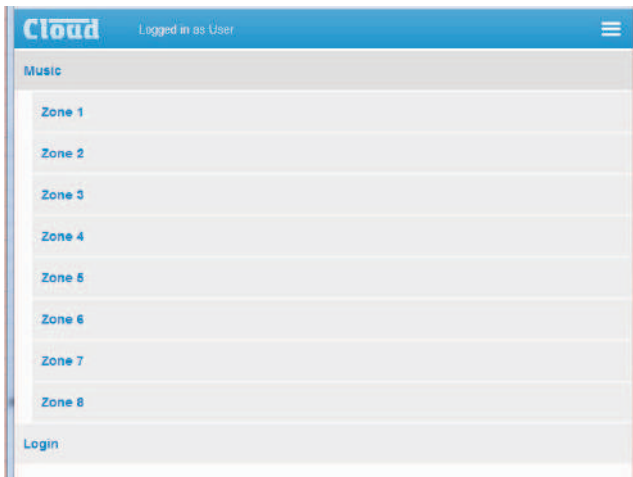 Cloud Logged in as User
Music
Zone 1
Zone 2
Zone 3
Zone 4
Zone 5
Zone 6
Zone 7
Zone 8
Login